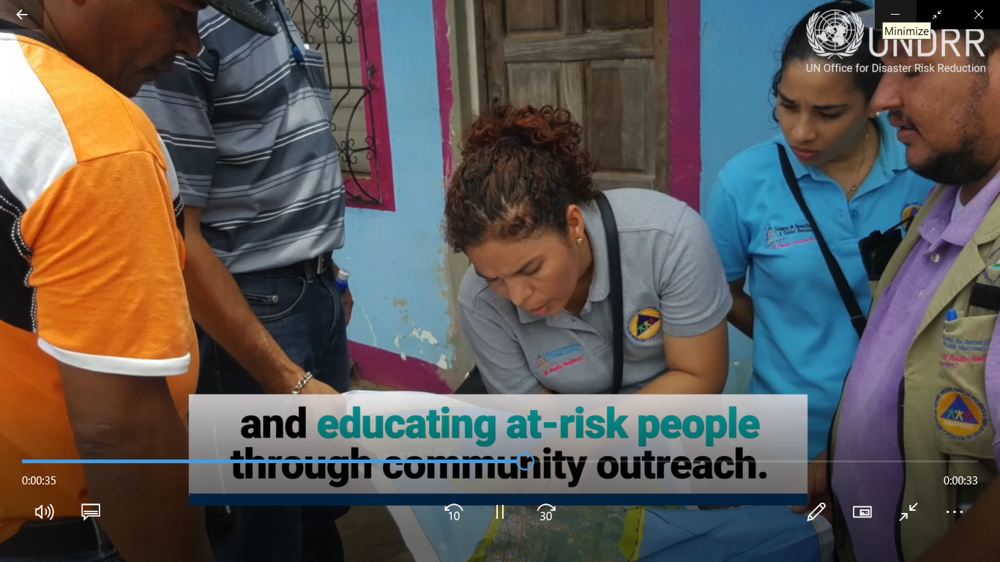 Minimize
UNDRR
UN Office for Disaster Risk Reduction
and educating at-risk people
through community outreach.
0:00:35
0:00:33
10
30
SINAPRED